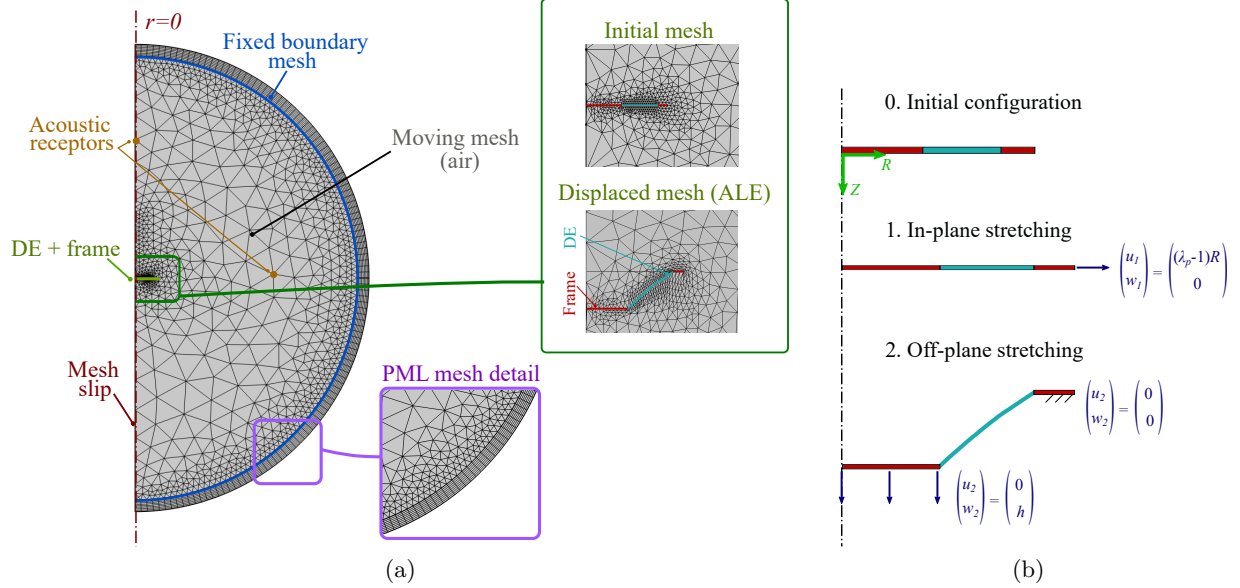 r=0
Fixed boundary
mesh
Acoustic
receptors
Moving mesh
(air)
DE + frame
Mesh
slip
PML mesh detail
Initial mesh
Displaced mesh (ALE)
DE
Frame
(a)
0. Initial configuration
R
Z
1. In-plane stretching
(u₁ w₁) = ((λₚ-1)R 0)
2. Off-plane stretching
(u₂ w₂) = (0 0)
(u₂ w₂) = (0 h)
(b)